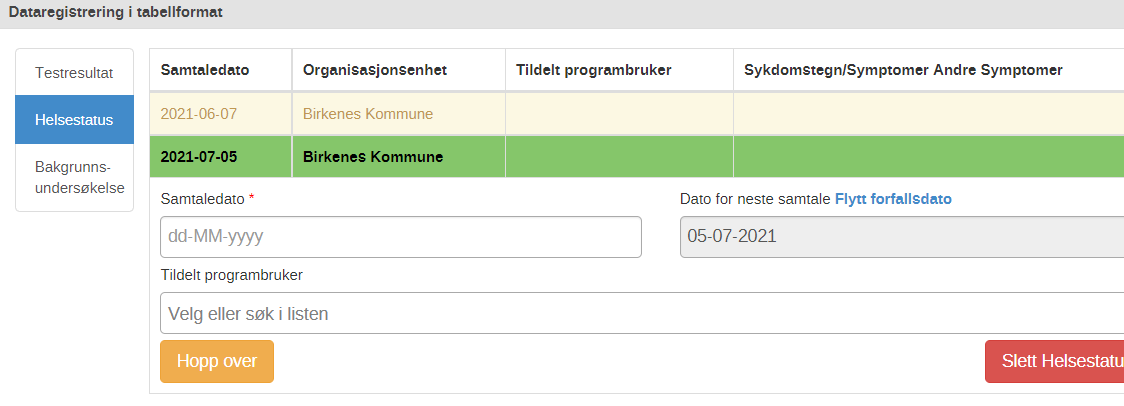 Dataregistrering i tabellformat
Testresultat
Helsestatus
Bakgrunns-
undersøkelse
Samtaledato Organisasjonsenhet Tildelt programbruker Sykdomstegn/Symptomer Andre Symptomer
2021-06-07 Birkenes Kommune
2021-07-05 Birkenes Kommune
Samtaledato * Dato for neste samtale Flytt forfallsdato
dd-MM-yyyy 05-07-2021
Tildelt programbruker
Velg eller søk i listen
Hopp over Slett Helsestatu